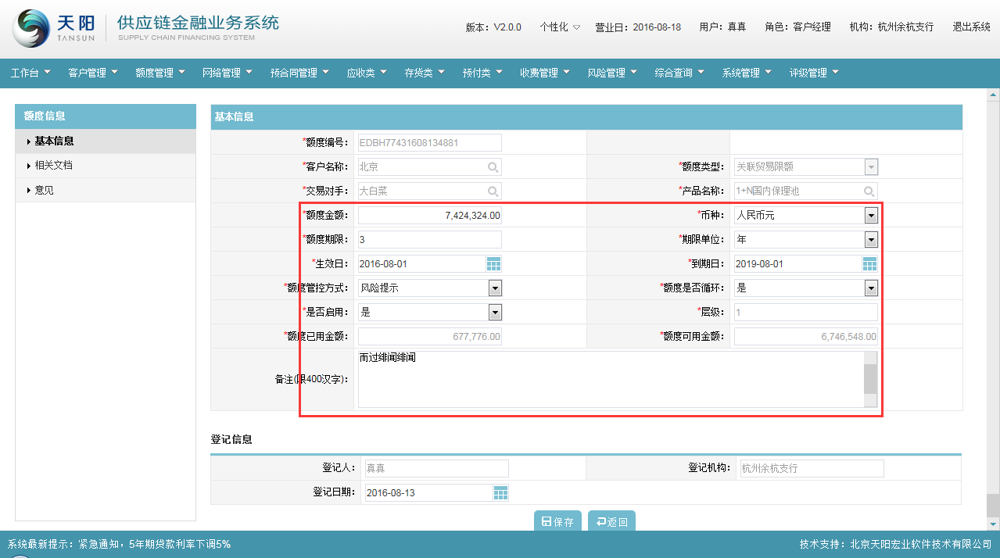 天阳 供应链金融业务系统
TANSUN SUPPLY CHAIN FINANCING SYSTEM
版本：V2.0.0 个性化 营业日：2016-08-18 用户：真真 角色：客户经理 机构：杭州余杭支行 退出系统
工作台 客户管理 额度管理 网络管理 预合同管理 应收类 存货类 预付类 收费管理 风险管理 综合查询 系统管理 评级管理
额度信息
基本信息
相关文档
意见
基本信息
*额度编号： EDBH77431608134881
*客户名称： 北京 *额度类型： 关联贸易限额
*交易对手： 大白菜 *产品名称： 1+N国内保理池
*额度金额： 7,424,324.00 *币种： 人民币元
*额度期限： 3 *期限单位： 年
*生效日： 2016-08-01 *到期日： 2019-08-01
*额度管控方式： 风险提示 *额度是否循环： 是
*是否启用： 是 *层级： 1
*额度已用金额： 677,776.00 *额度可用金额： 6,746,548.00
备注(限400汉字)： 而过绯闻绯闻
登记信息
登记人： 真真 登记机构： 杭州余杭支行
登记日期： 2016-08-13
保存 返回
系统最新提示：紧急通知，5年期贷款利率下调5% 技术支持：北京天阳宏业软件技术有限公司